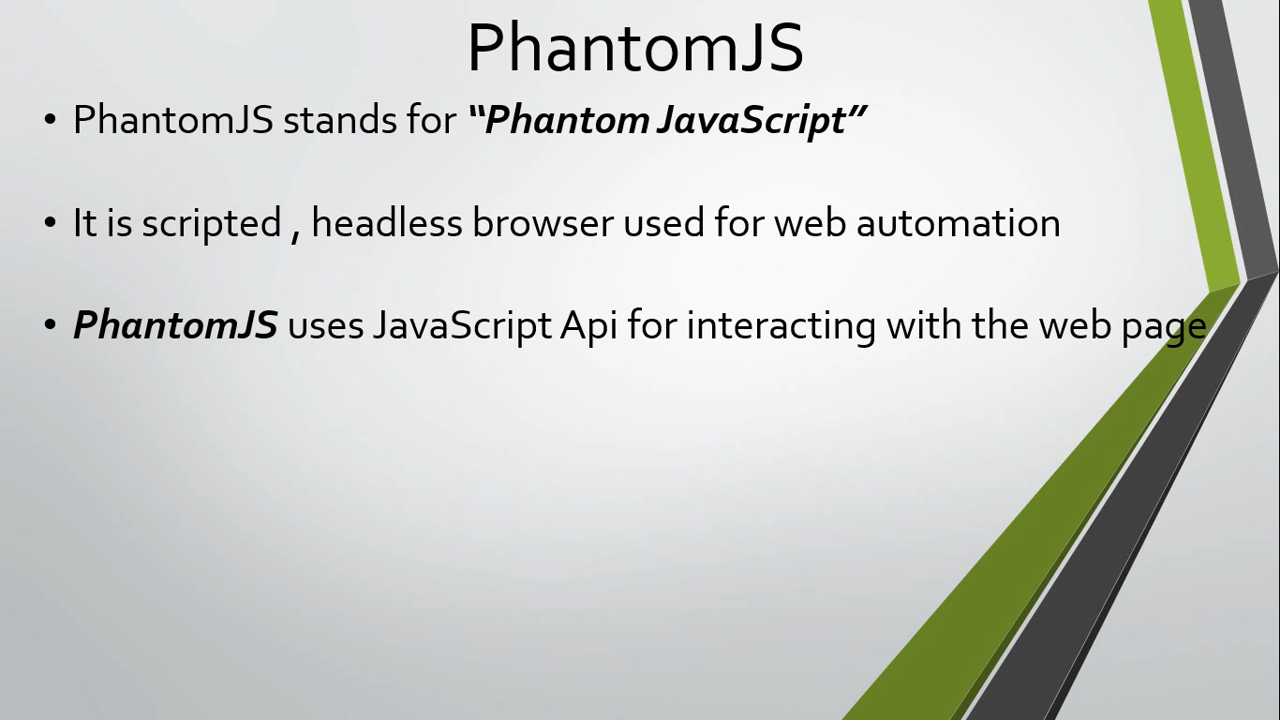 PhantomJS
• PhantomJS stands for “Phantom JavaScript”
• It is scripted , headless browser used for web automation
• PhantomJS uses JavaScript Api for interacting with the web page